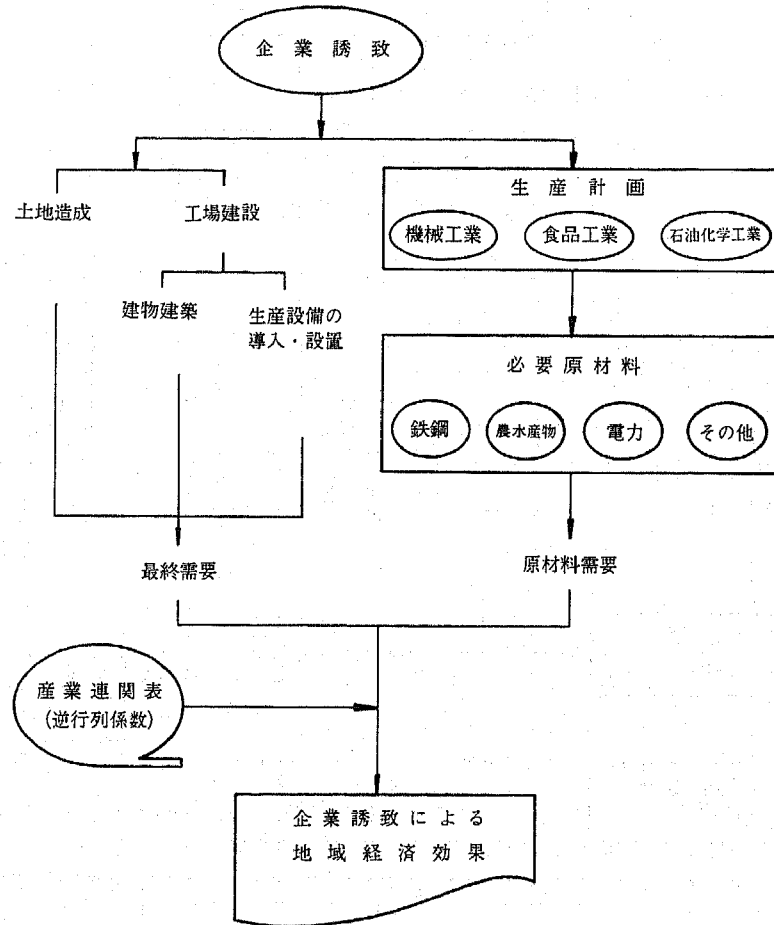 企業誘致
生産計画
機械工業
食品工業
石油化学工業
土地造成
工場建設
建物建築
生産設備の
導入・設置
必要原材料
鉄鋼
農水産物
電力
その他
最終需要
原材料需要
産業連関表
(逆行列係数)
企業誘致による
地域経済効果